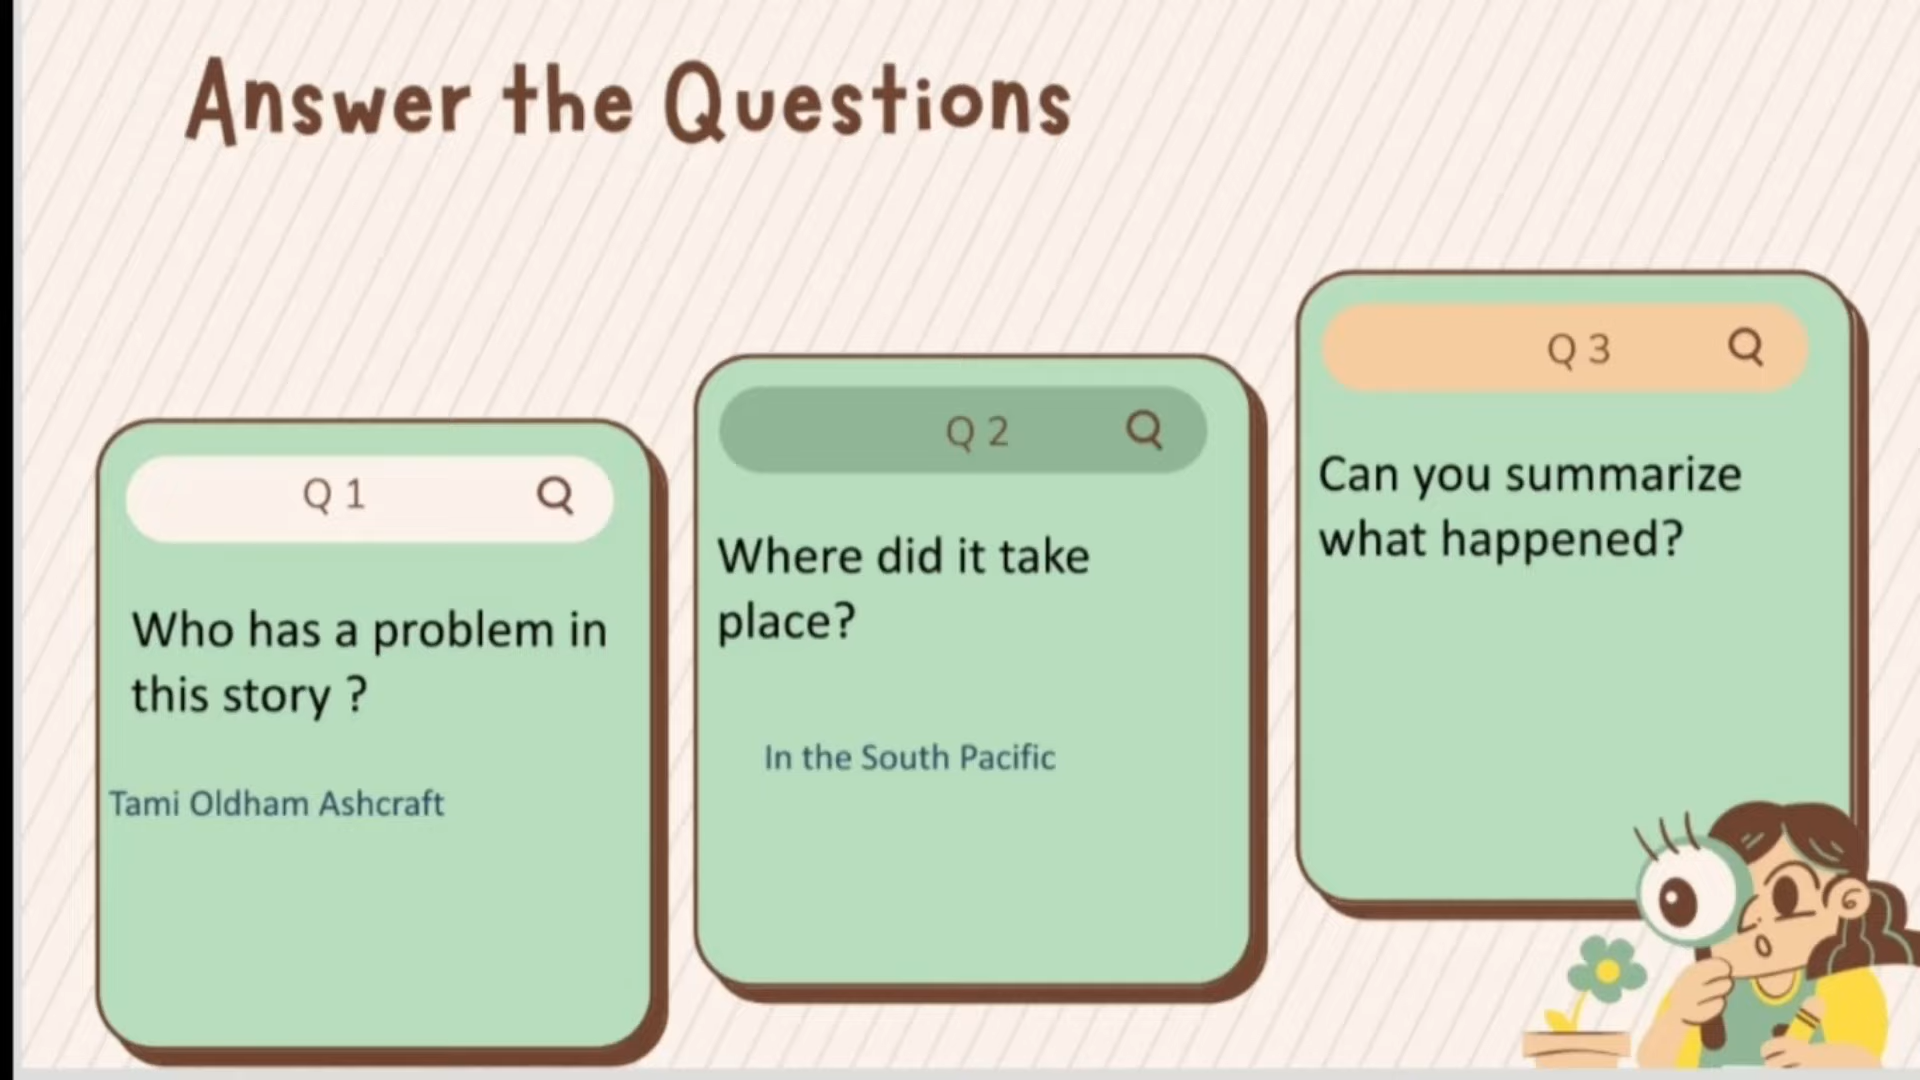 Answer the Questions
Q 1
Who has a problem in
this story ?
Tami Oldham Ashcraft
Q 2
Where did it take
place?
In the South Pacific
Q 3
Can you summarize
what happened?